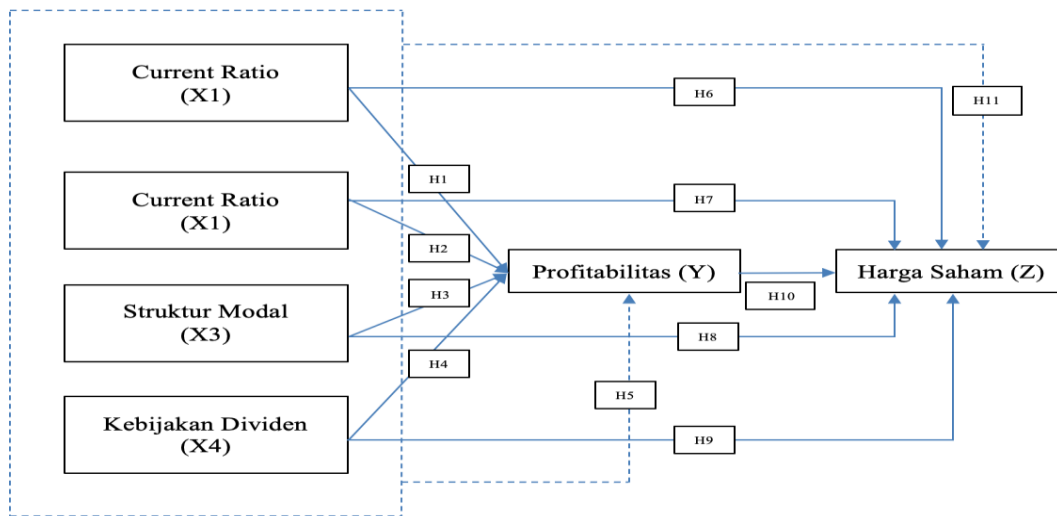 Current Ratio
(X1)
H6
H11
H1
Current Ratio
(X1)
H7
H2
Profitabilitas (Y)
Harga Saham (Z)
H3
H10
Struktur Modal
(X3)
H8
H4
H5
Kebijakan Dividen
(X4)
H9